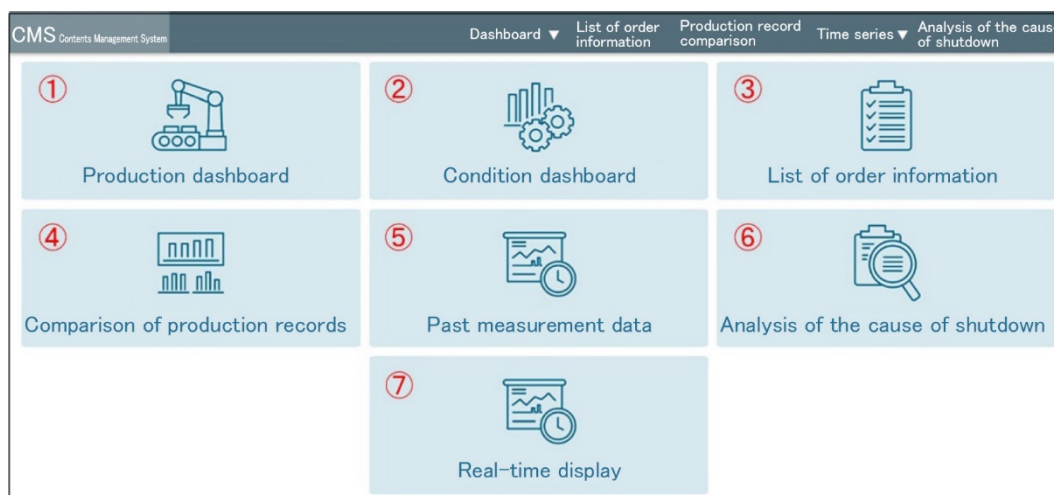 CMS Contents Management System
Dashboard ▼
List of order
information
Production record
comparison
Time series ▼
Analysis of the cause
of shutdown
①
Production dashboard
②
Condition dashboard
③
List of order information
④
Comparison of production records
⑤
Past measurement data
⑥
Analysis of the cause of shutdown
⑦
Real-time display